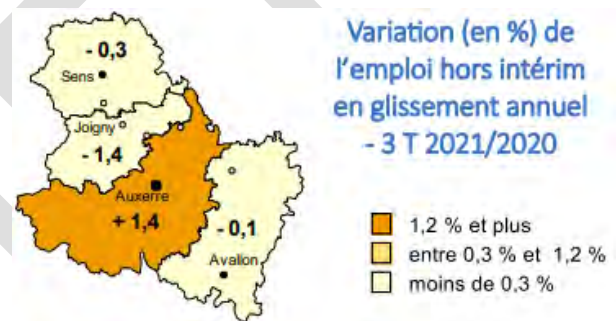 Variation (en %) de
l'emploi hors intérim
en glissement annuel
- 3 T 2021/2020
- 0,3
Sens
Joigny
- 1,4
Auxerre
+ 1,4
- 0,1
Avallon
1,2 % et plus
entre 0,3 % et 1,2 %
moins de 0,3 %